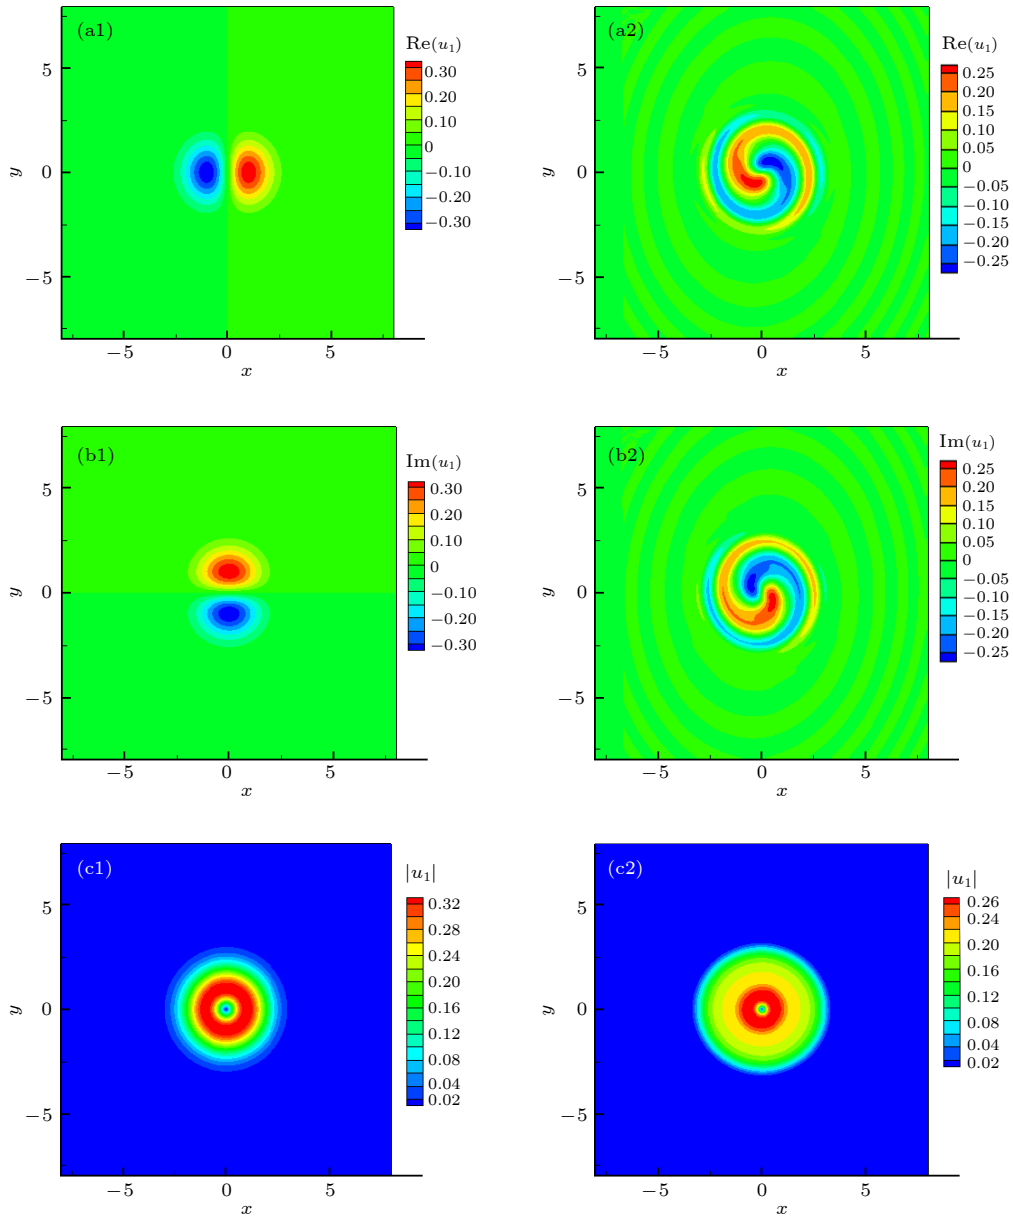 (a1)
Re(u₁)
0.30
0.20
0.10
0
−0.10
−0.20
−0.30
5
0
−5
y
−5 0 5
x
(a2)
Re(u₁)
0.25
0.20
0.15
0.10
0.05
0
−0.05
−0.10
−0.15
−0.20
−0.25
5
0
−5
y
−5 0 5
x
(b1)
Im(u₁)
0.30
0.20
0.10
0
−0.10
−0.20
−0.30
5
0
−5
y
−5 0 5
x
(b2)
Im(u₁)
0.25
0.20
0.15
0.10
0.05
0
−0.05
−0.10
−0.15
−0.20
−0.25
5
0
−5
y
−5 0 5
x
(c1)
|u₁|
0.32
0.28
0.24
0.20
0.16
0.12
0.08
0.04
0.02
5
0
−5
y
−5 0 5
x
(c2)
|u₁|
0.26
0.24
0.20
0.16
0.12
0.08
0.04
0.02
5
0
−5
y
−5 0 5
x